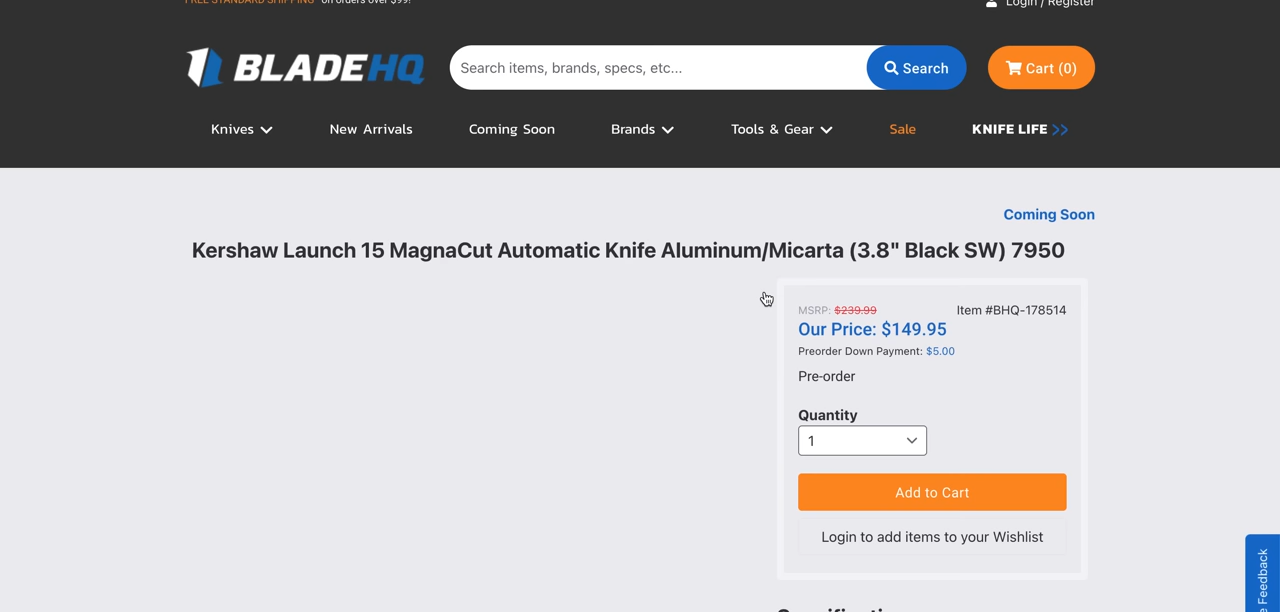 FREE STANDARD SHIPPING* on orders over $99!
Login / Register
BLADEHQ
Search items, brands, specs, etc...
Search
Cart (0)
Knives
New Arrivals
Coming Soon
Brands
Tools & Gear
Sale
KNIFE LIFE >>
Coming Soon
Kershaw Launch 15 MagnaCut Automatic Knife Aluminum/Micarta (3.8" Black SW) 7950
MSRP: $239.99
Item #BHQ-178514
Our Price: $149.95
Preorder Down Payment: $5.00
Pre-order
Quantity
1
Add to Cart
Login to add items to your Wishlist
Feedback